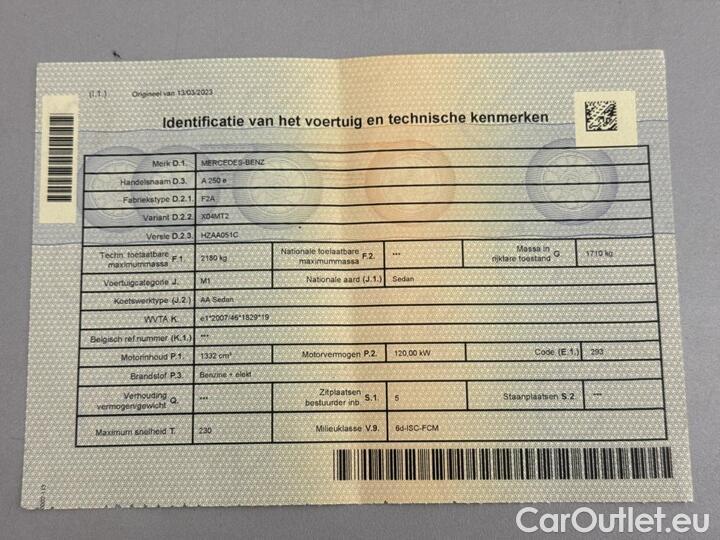 (I.1.) Origineel van 13/03/2023
Identificatie van het voertuig en technische kenmerken
Merk D.1. MERCEDES-BENZ
Handelsnaam D.3. A 250 e
Fabriekstype D.2.1. F2A
Variant D.2.2. X04MT2
Versie D.2.3. HZAA051C
Techn. toelaatbare maximummassa F.1. 2180 kg Nationale toelaatbare maximummassa F.2. *** Massa in rijklare toestand G 1710 kg
Voertuigcategorie J. M1 Nationale aard (J.1.) Sedan
Koetswerktype (J.2.) AA Sedan
WVTA K. e1*2007/46*1829*19
Belgisch ref.nummer (K.1.) ***
Motorinhoud P.1. 1332 cm³ Motorvermogen P.2. 120,00 kW Code (E.1.) 293
Brandstof P.3. Benzine + elekt
Verhouding vermogen/gewicht Q. *** Zitplaatsen bestuurder inb. S.1. 5 Staanplaatsen S.2. ***
Maximum snelheid T. 230 Milieuklasse V.9. 6d-ISC-FCM
CarOutlet.eu